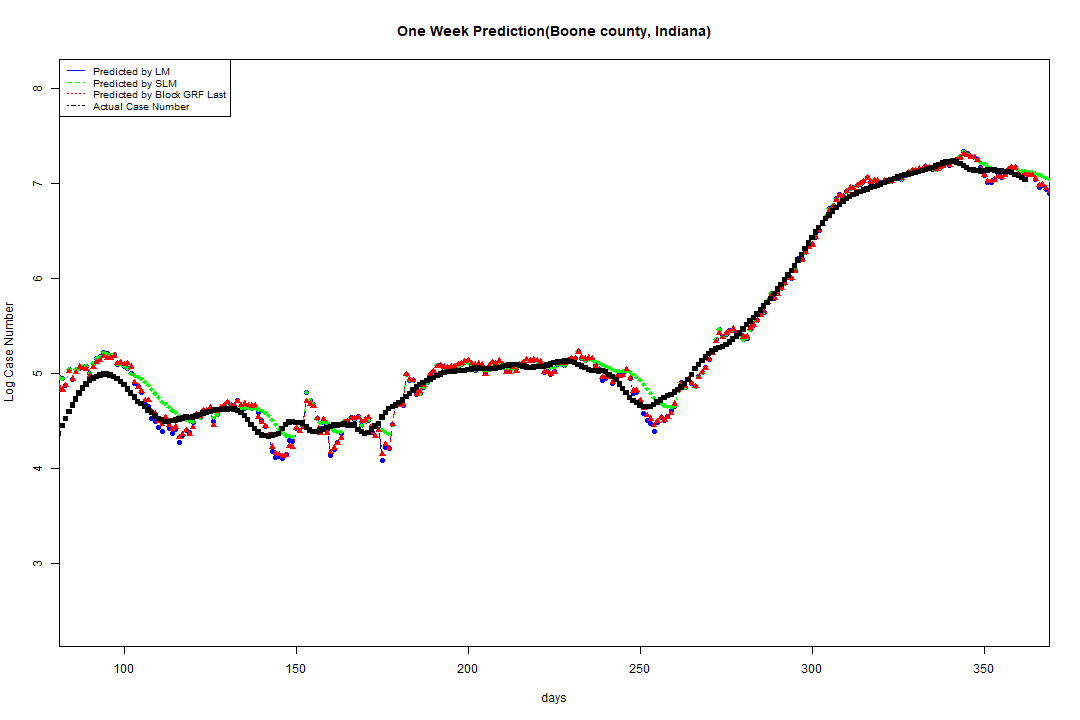 One Week Prediction(Boone county, Indiana)
Predicted by LM
Predicted by SLM
Predicted by Block GRF Last
Actual Case Number
8
7
6
5
4
3
Log Case Number
100 150 200 250 300 350
days